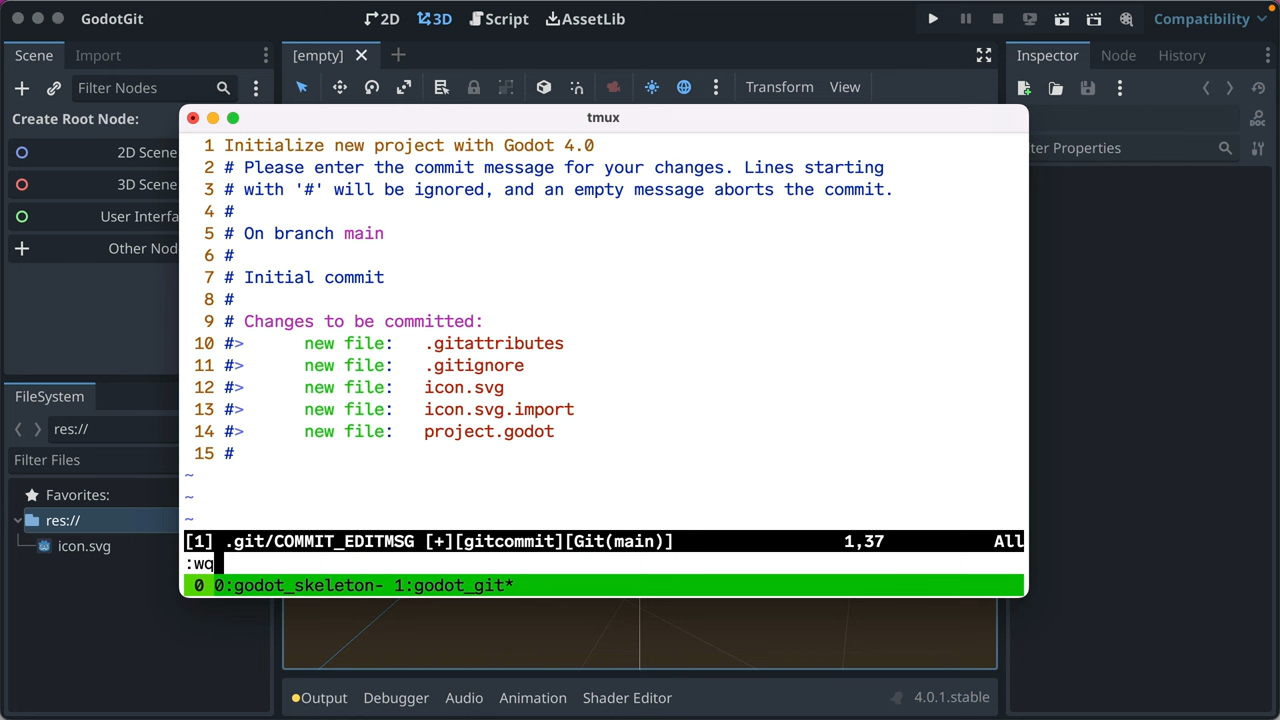 GodotGit
2D 3D Script AssetLib
Compatibility
Scene Import
[empty]
Inspector Node History
Filter Nodes
Transform View
Create Root Node:
2D Scene
3D Scene
User Interfa
Other Nod
ter Properties
DOC
tmux
1 Initialize new project with Godot 4.0
2 # Please enter the commit message for your changes. Lines starting
3 # with '#' will be ignored, and an empty message aborts the commit.
4 #
5 # On branch main
6 #
7 # Initial commit
8 #
9 # Changes to be committed:
10 #> new file: .gitattributes
11 #> new file: .gitignore
12 #> new file: icon.svg
13 #> new file: icon.svg.import
14 #> new file: project.godot
15 #
~
~
~
[1] .git/COMMIT_EDITMSG [+][gitcommit][Git(main)] 1,37 All
:wq
0 0:godot_skeleton- 1:godot_git*
FileSystem
res://
Filter Files
Favorites:
res://
icon.svg
Output Debugger Audio Animation Shader Editor
4.0.1.stable